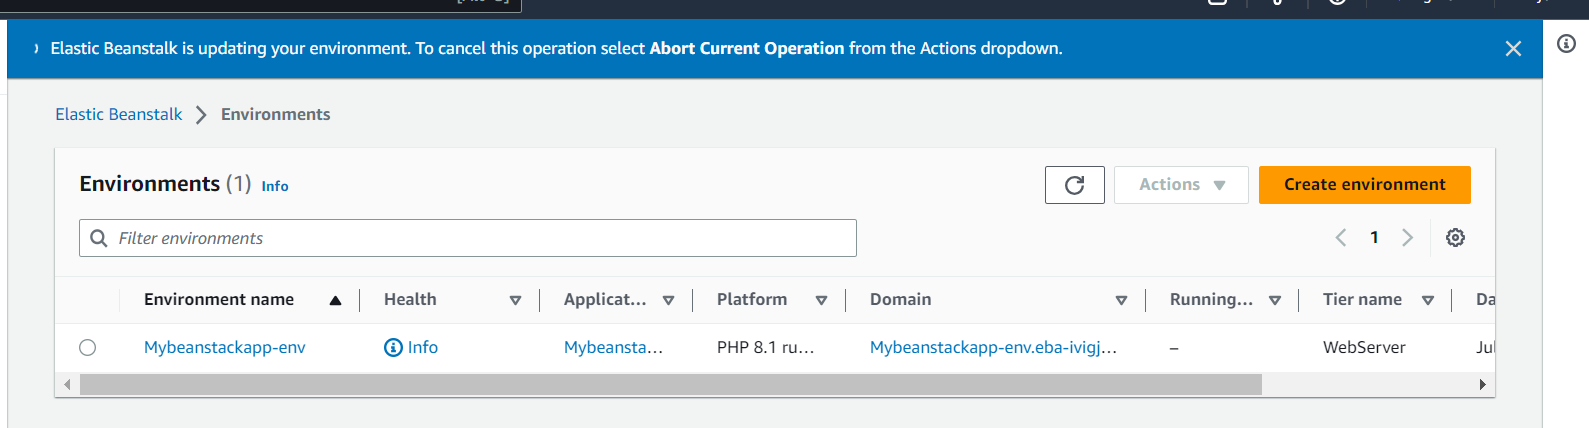 Elastic Beanstalk is updating your environment. To cancel this operation select Abort Current Operation from the Actions dropdown.
Elastic Beanstalk > Environments
Environments (1) Info
Actions
Create environment
Filter environments
1
Environment name Health Applicat... Platform Domain Running... Tier name Da
Mybeanstackapp-env Info Mybeansta... PHP 8.1 ru... Mybeanstackapp-env.eba-ivigj... – WebServer Jul